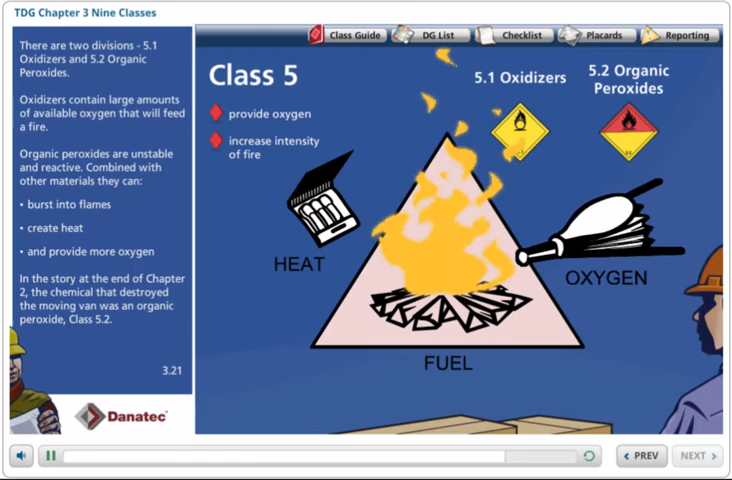 TDG Chapter 3 Nine Classes
Class Guide
DG List
Checklist
Placards
Reporting
There are two divisions - 5.1
Oxidizers and 5.2 Organic
Peroxides.
Oxidizers contain large amounts
of available oxygen that will feed
a fire.
Organic peroxides are unstable
and reactive. Combined with
other materials they can:
• burst into flames
• create heat
• and provide more oxygen
In the story at the end of Chapter
2, the chemical that destroyed
the moving van was an organic
peroxide, Class 5.2.
3.21
Danatec
Class 5
provide oxygen
increase intensity
of fire
5.1 Oxidizers
5.2 Organic
Peroxides
HEAT
OXYGEN
FUEL
PREV
NEXT